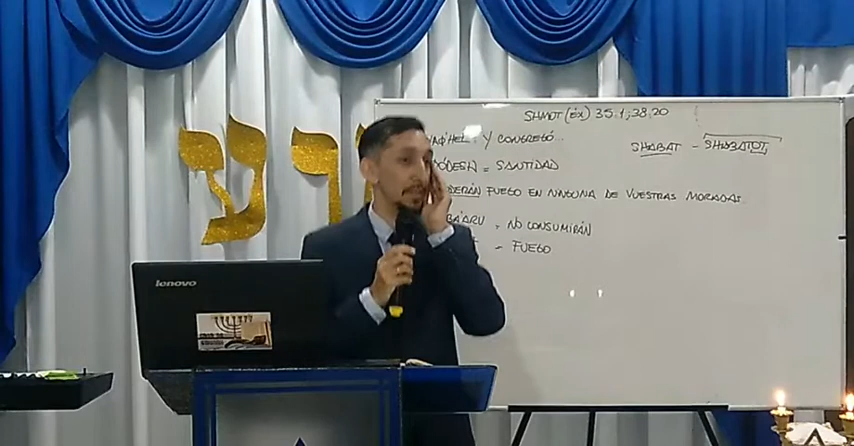 SHMOT (Éx) 35:1; 38:20
Y CONGREGÓ...
SHABAT - SHABATOT
= SANTIDAD
FUEGO EN NINGUNA DE VUESTRAS MORADAS.
= NO CONSUMIRÁN
= FUEGO
lenovo